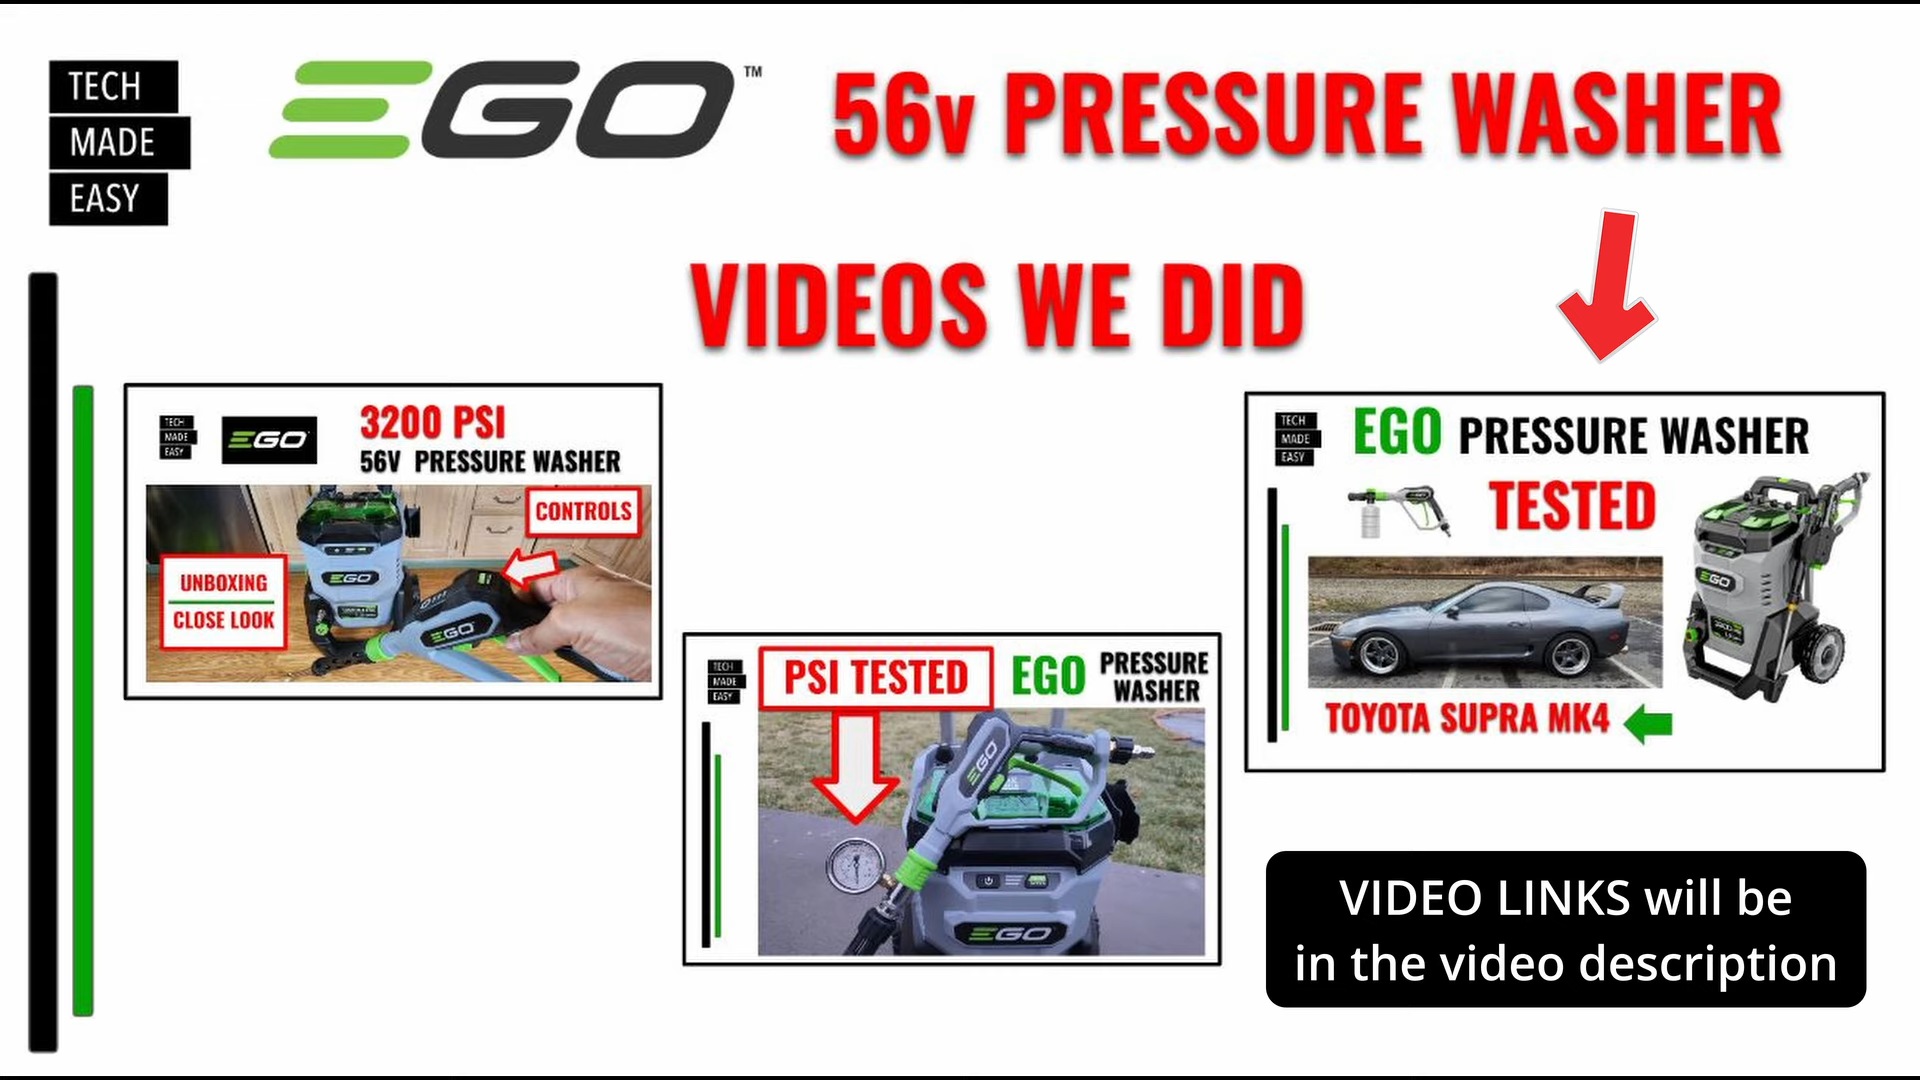 TECH
MADE
EASY
EGO™
56v PRESSURE WASHER
VIDEOS WE DID
TECH
MADE
EASY
EGO
3200 PSI
56V PRESSURE WASHER
CONTROLS
UNBOXING
CLOSE LOOK
EGO
EGO
TECH
MADE
EASY
PSI TESTED
EGO
PRESSURE
WASHER
EGO
EGO
TECH
MADE
EASY
EGO PRESSURE WASHER
TESTED
EGO
TOYOTA SUPRA MK4
VIDEO LINKS will be
in the video description